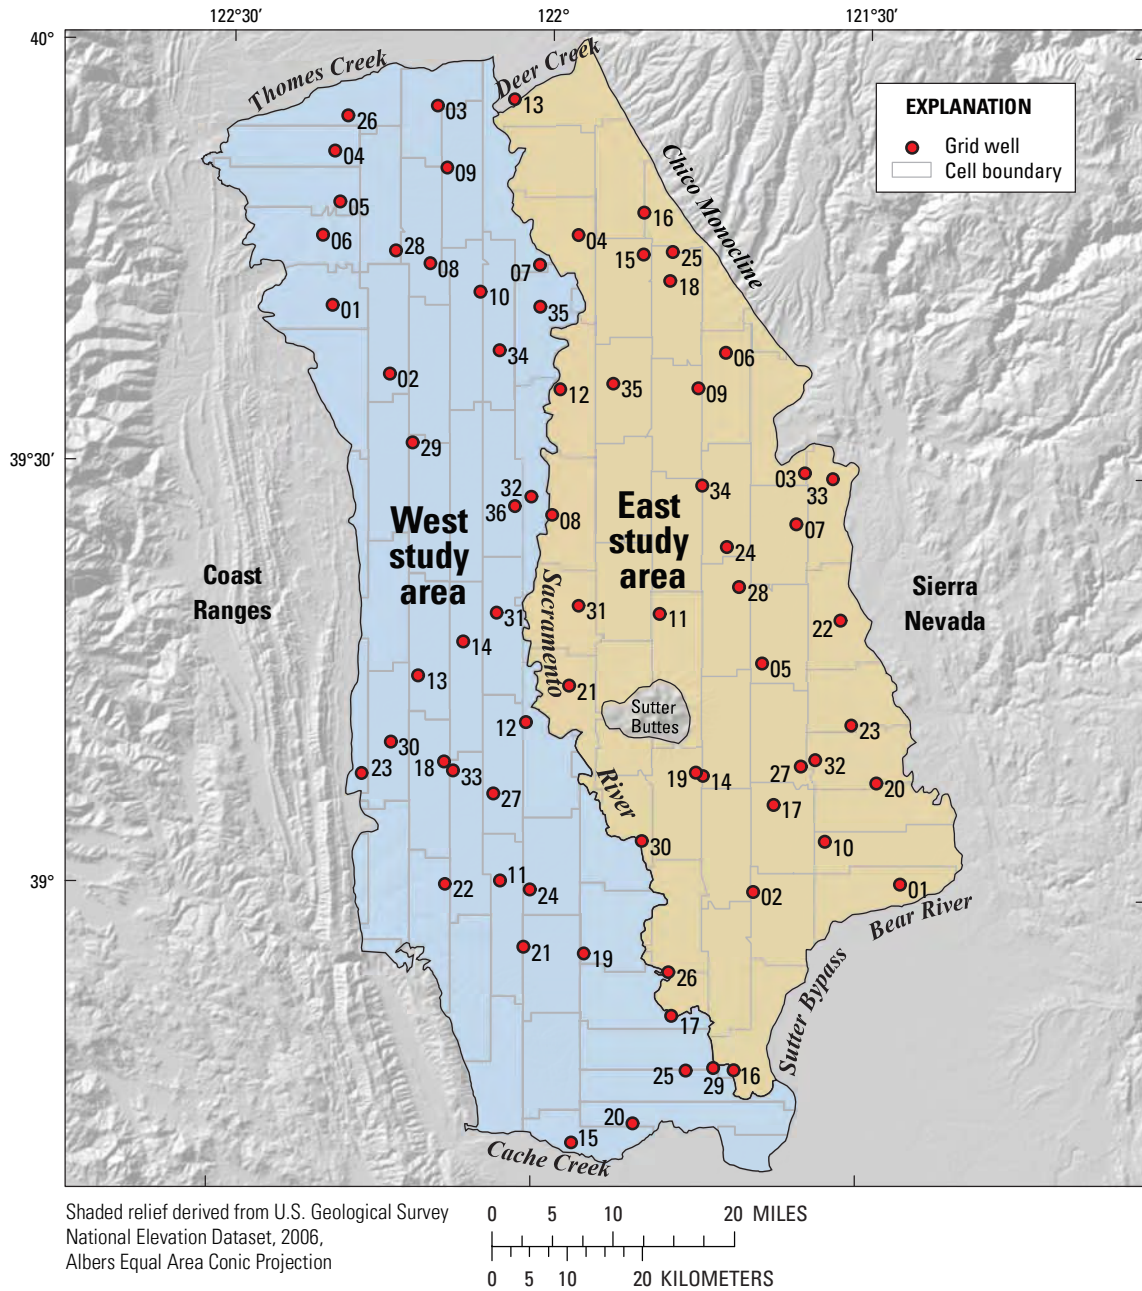 122°30'
122°
121°30'
40°
Thomes Creek
Deer Creek
EXPLANATION
Grid well
Cell boundary
03
13
26
04
09
Chico Monocline
05
16
06
28
04
08
07
15
25
10
18
01
35
34
06
02
12
35
09
29
39°30'
32
03
33
36
08
34
West
study
area
East
study
area
07
24
Coast
Ranges
28
Sierra
Nevada
Sacramento
31
31
11
22
14
05
13
21
Sutter
Buttes
12
23
30
18
33
23
River
19
14
27
32
20
27
17
30
10
39°
22
11
24
02
01
Bear River
21
19
26
Sutter Bypass
17
25
29
16
20
15
Cache Creek
Shaded relief derived from U.S. Geological Survey
National Elevation Dataset, 2006,
Albers Equal Area Conic Projection
0 5 10 20 MILES
0 5 10 20 KILOMETERS